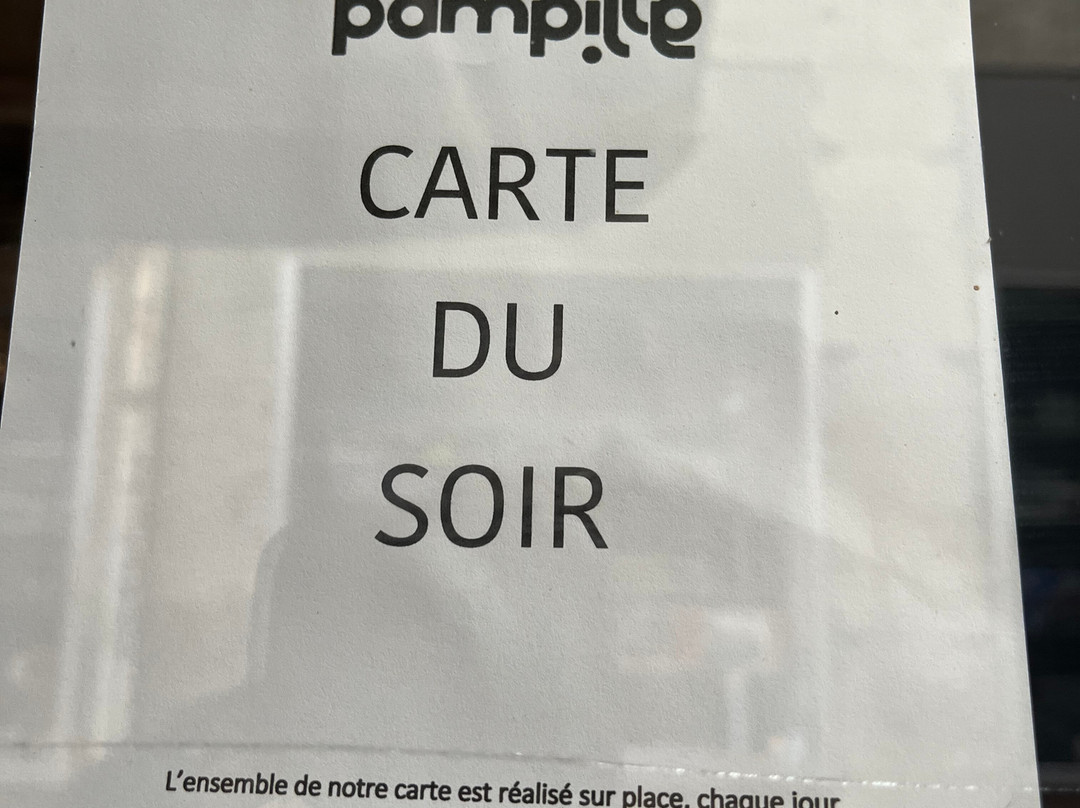 pampille
CARTE
DU
SOIR
L'ensemble de notre carte est réalisé sur place, chaque jour